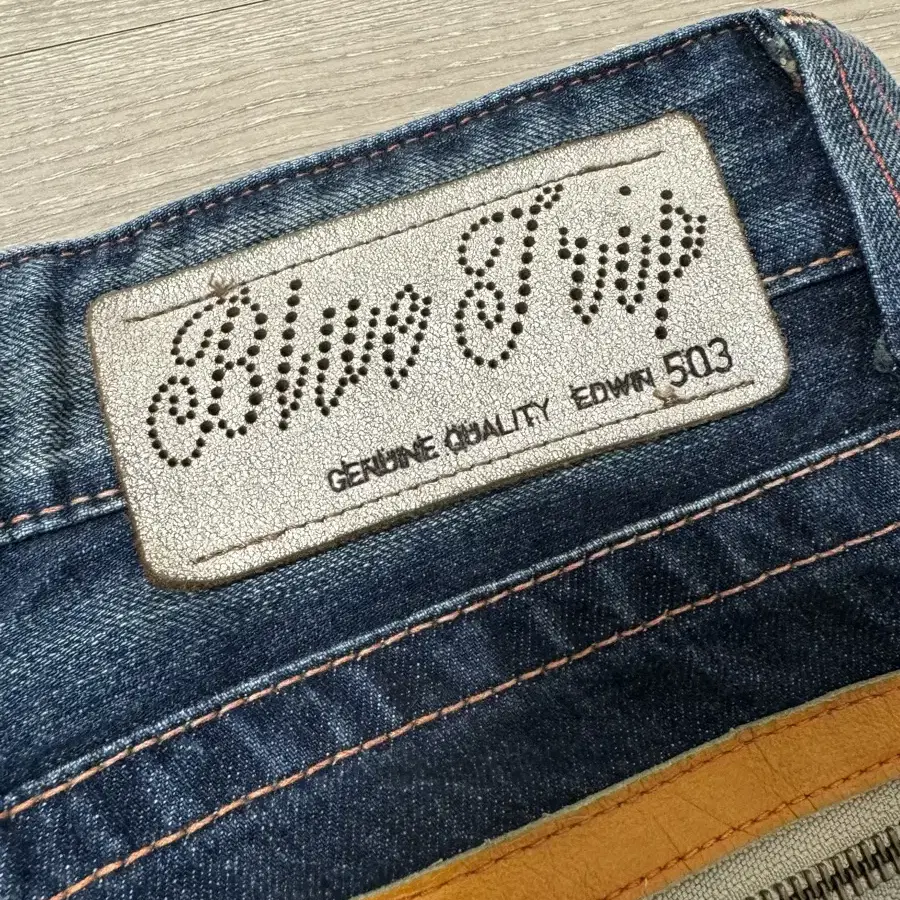 Blue Trip
GENUINE QUALITY EDWIN 503